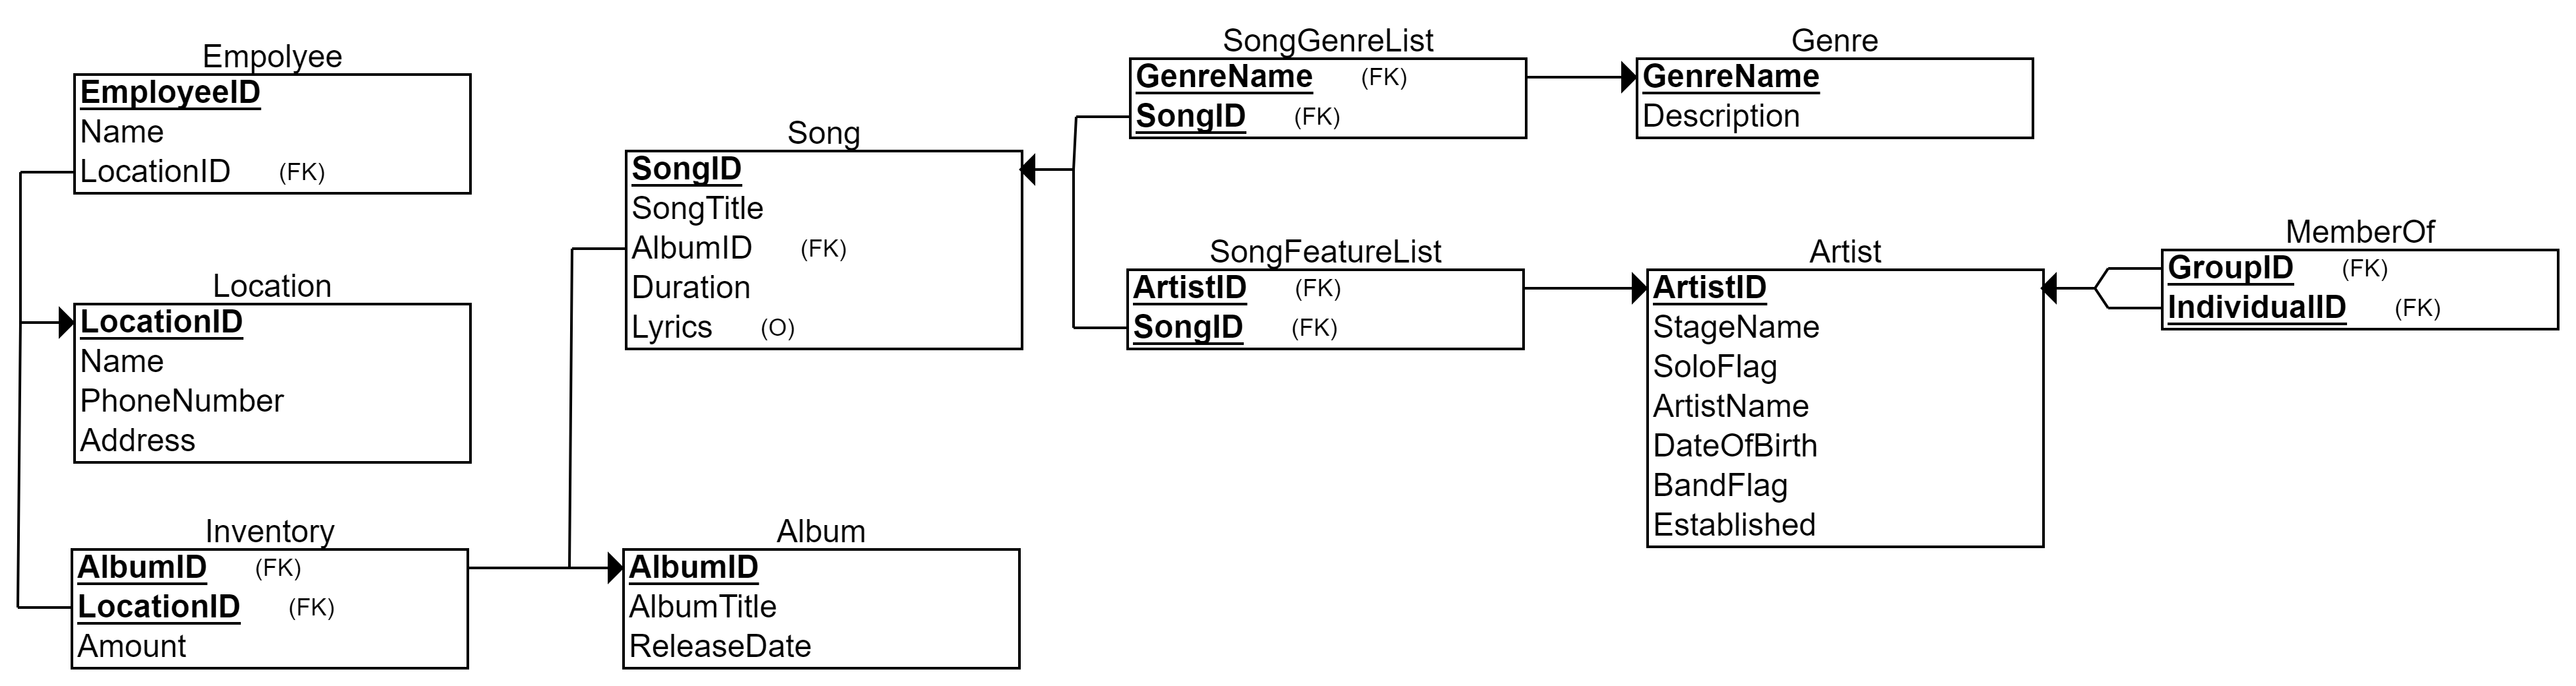 Empolyee
EmployeeID
Name
LocationID (FK)
Location
LocationID
Name
PhoneNumber
Address
Inventory
AlbumID (FK)
LocationID (FK)
Amount
Song
SongID
SongTitle
AlbumID (FK)
Duration
Lyrics (O)
Album
AlbumID
AlbumTitle
ReleaseDate
SongGenreList
GenreName (FK)
SongID (FK)
SongFeatureList
ArtistID (FK)
SongID (FK)
Genre
GenreName
Description
Artist
ArtistID
StageName
SoloFlag
ArtistName
DateOfBirth
BandFlag
Established
MemberOf
GroupID (FK)
IndividualID (FK)